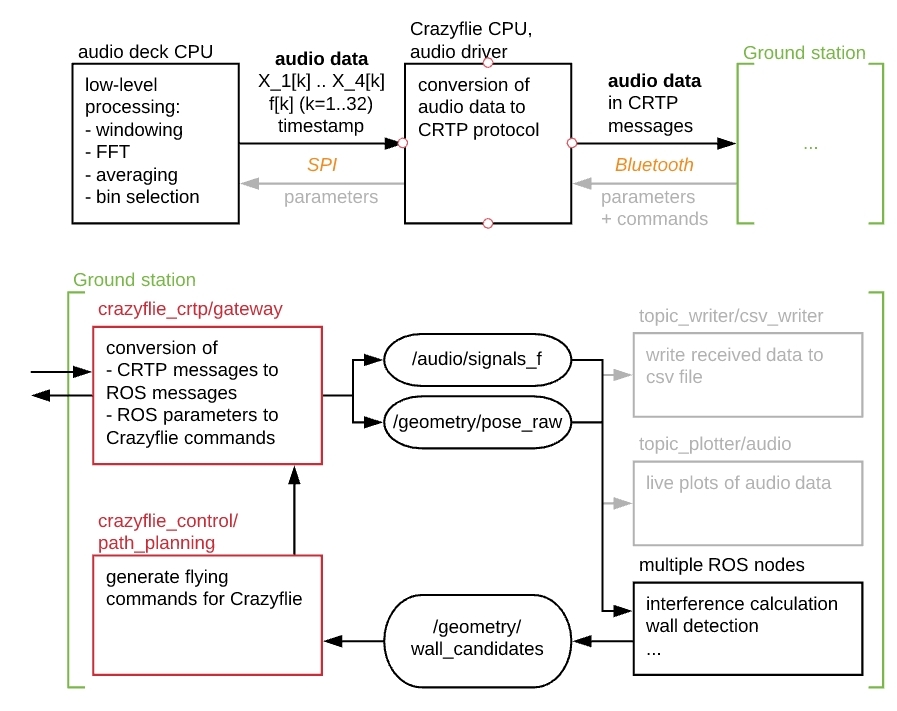 audio deck CPU
low-level
processing:
- windowing
- FFT
- averaging
- bin selection
audio data
X_1[k] .. X_4[k]
f[k] (k=1..32)
timestamp
SPI
parameters
Crazyflie CPU,
audio driver
conversion of
audio data to
CRTP protocol
audio data
in CRTP
messages
Bluetooth
parameters
+ commands
Ground station
...
Ground station
crazyflie_crtp/gateway
conversion of
- CRTP messages to
ROS messages
- ROS parameters to
Crazyflie commands
/audio/signals_f
/geometry/pose_raw
topic_writer/csv_writer
write received data to
csv file
topic_plotter/audio
live plots of audio data
crazyflie_control/
path_planning
generate flying
commands for Crazyflie
/geometry/
wall_candidates
multiple ROS nodes
interference calculation
wall detection
...